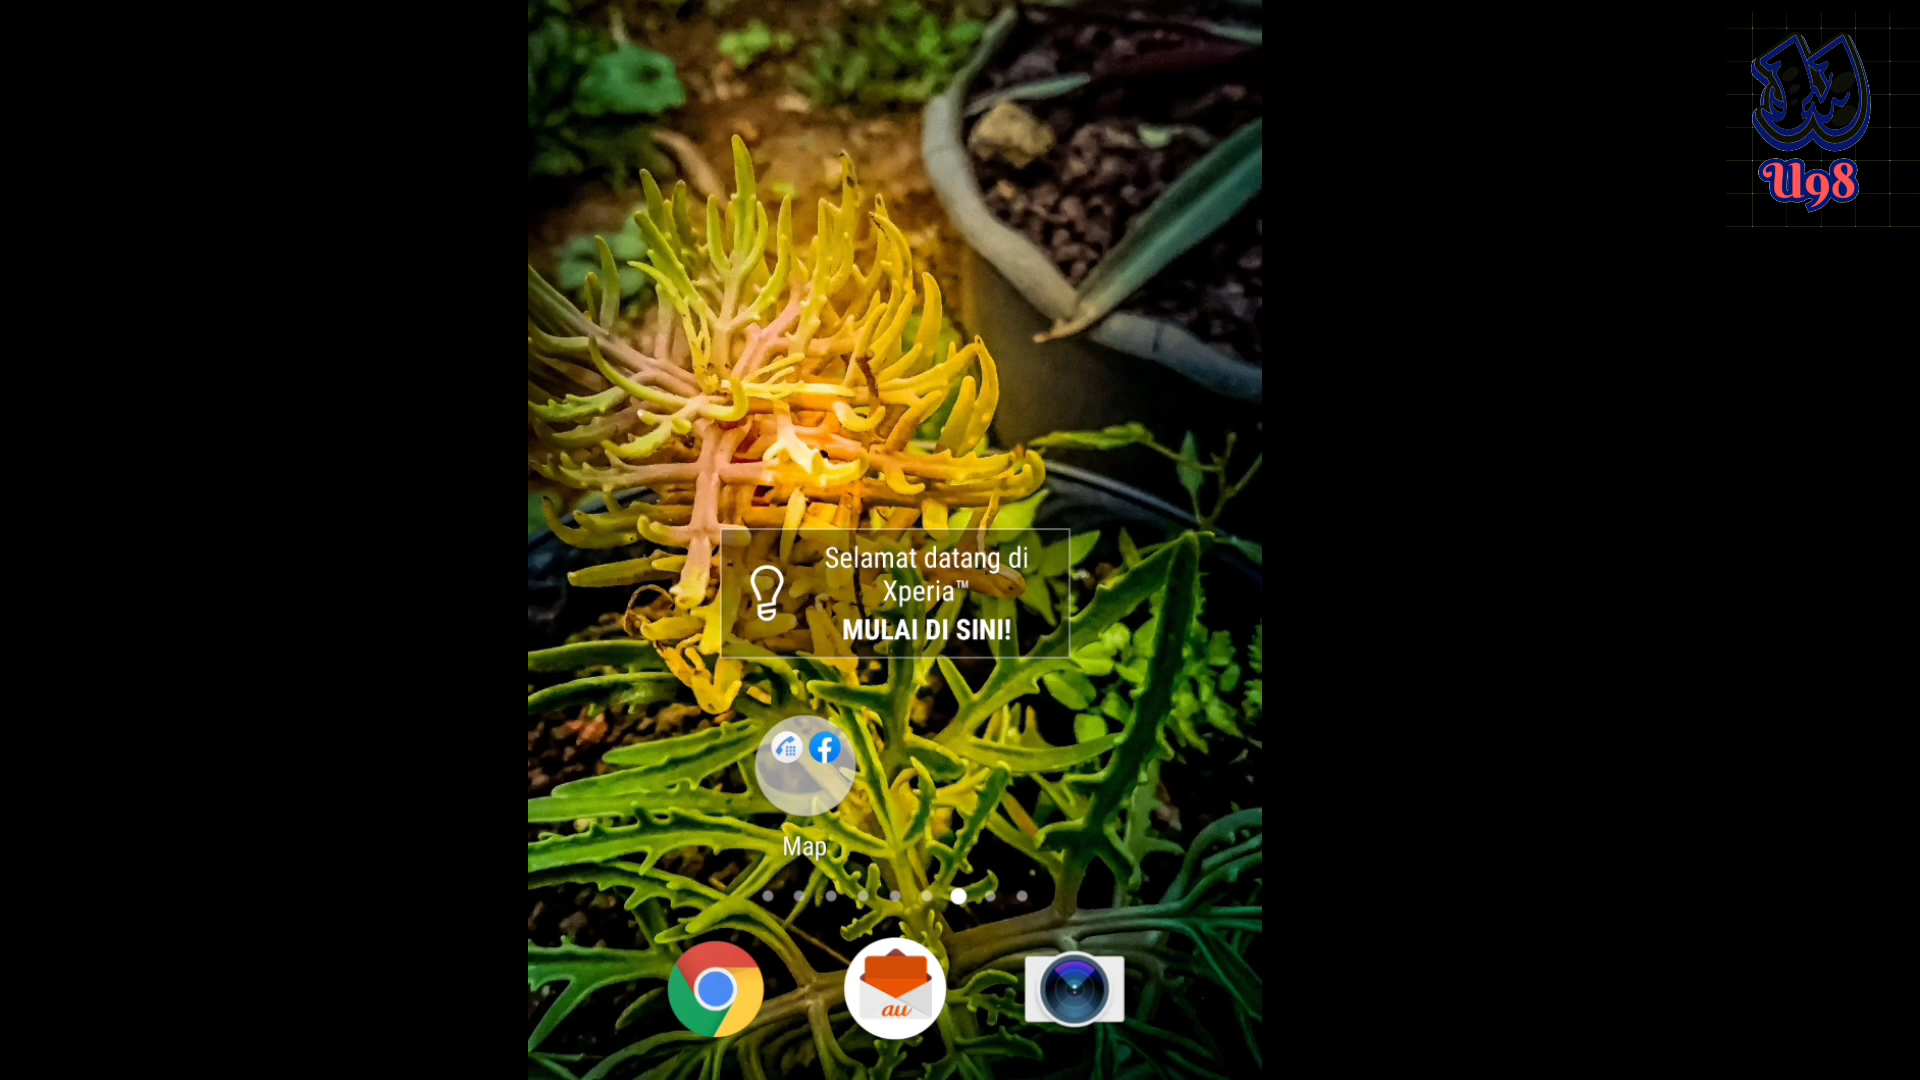 U98
Selamat datang di
Xperia™
MULAI DI SINI!
Map
au